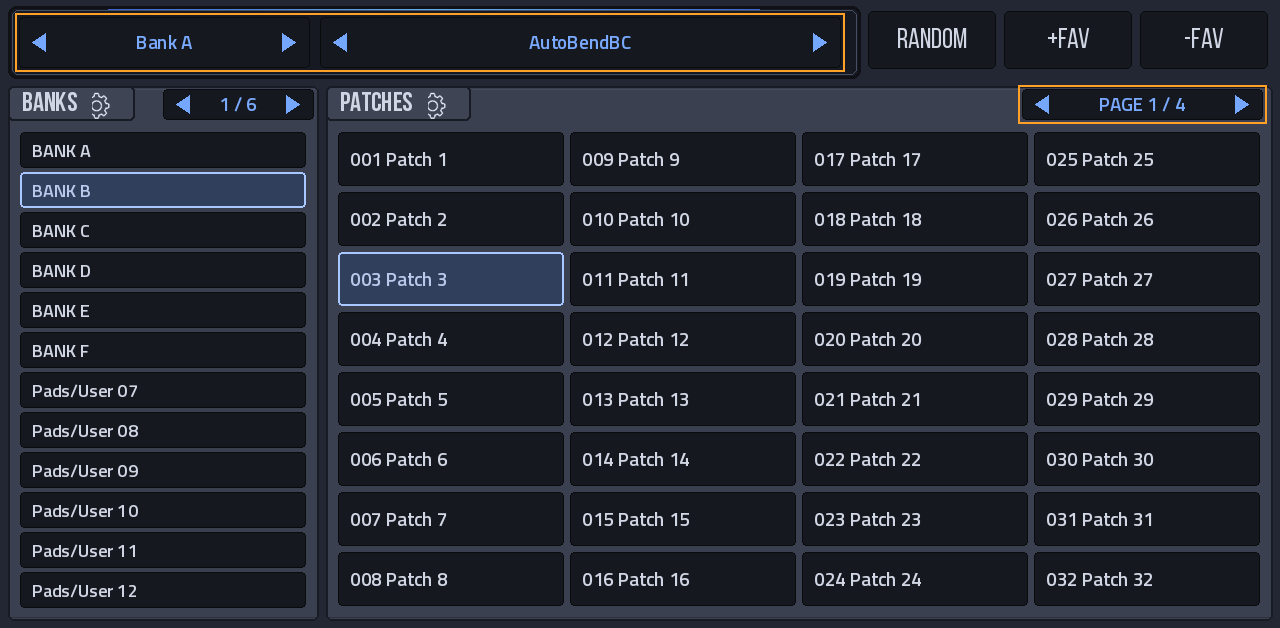 Bank A
AutoBendBC
RANDOM
+FAV
-FAV
BANKS
1 / 6
PATCHES
PAGE 1 / 4
BANK A
BANK B
BANK C
BANK D
BANK E
BANK F
Pads/User 07
Pads/User 08
Pads/User 09
Pads/User 10
Pads/User 11
Pads/User 12
001 Patch 1
002 Patch 2
003 Patch 3
004 Patch 4
005 Patch 5
006 Patch 6
007 Patch 7
008 Patch 8
009 Patch 9
010 Patch 10
011 Patch 11
012 Patch 12
013 Patch 13
014 Patch 14
015 Patch 15
016 Patch 16
017 Patch 17
018 Patch 18
019 Patch 19
020 Patch 20
021 Patch 21
022 Patch 22
023 Patch 23
024 Patch 24
025 Patch 25
026 Patch 26
027 Patch 27
028 Patch 28
029 Patch 29
030 Patch 30
031 Patch 31
032 Patch 32